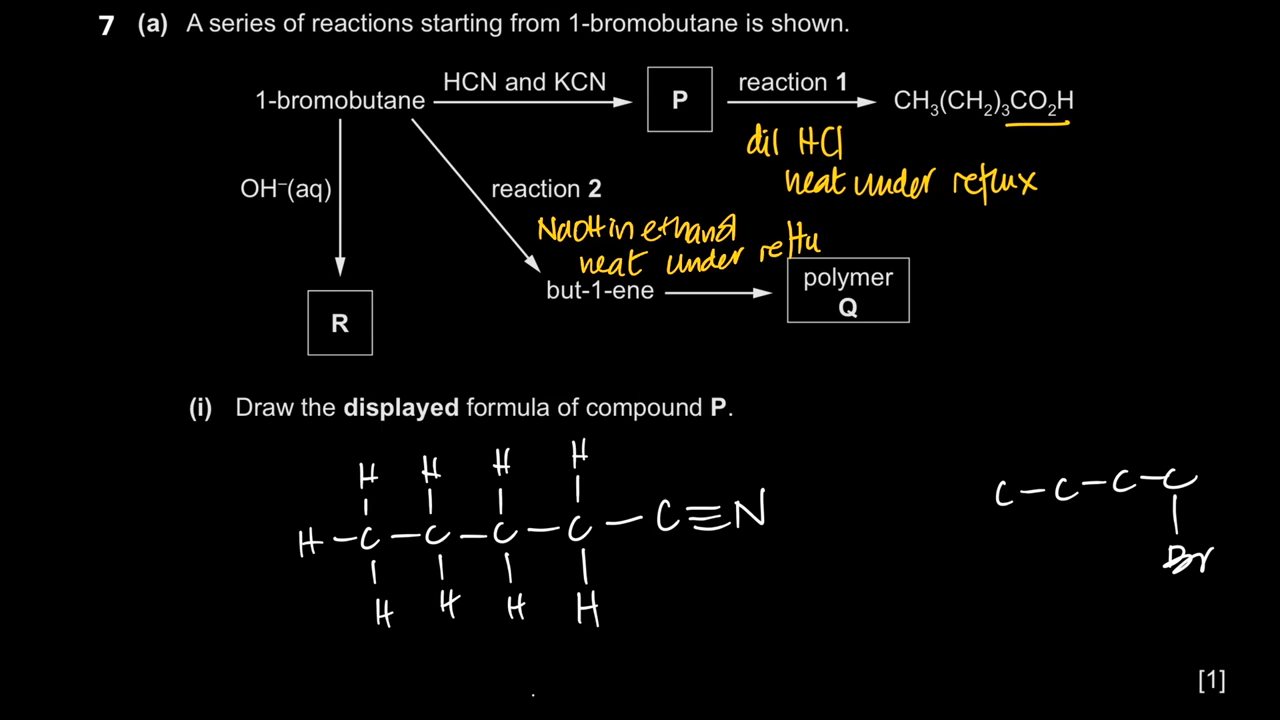 7 (a) A series of reactions starting from 1-bromobutane is shown.
1-bromobutane HCN and KCN P reaction 1 CH₃(CH₂)₃CO₂H
dil HCl
heat under reflux
OH⁻(aq) reaction 2
NaOH in ethanol
heat under reflu
but-1-ene polymer Q
R
(i) Draw the displayed formula of compound P.
H H H H
H – C – C – C – C – C≡N
H H H H
C – C – C – C
Br
[1]